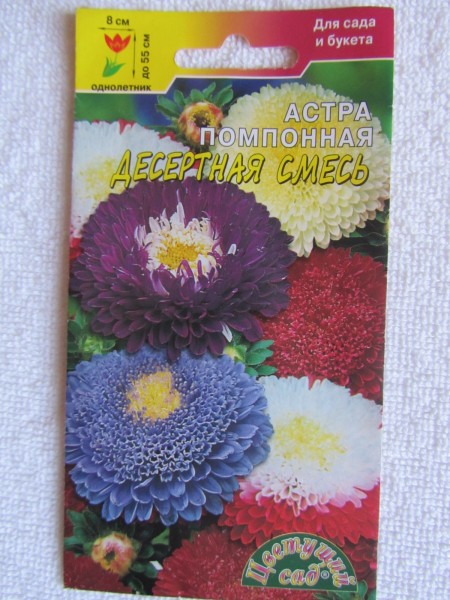 8 см
до 55 см
однолетник
Для сада
и букета
АСТРА
ПОМПОННАЯ
ДЕСЕРТНАЯ СМЕСЬ
Цветущий
сад®